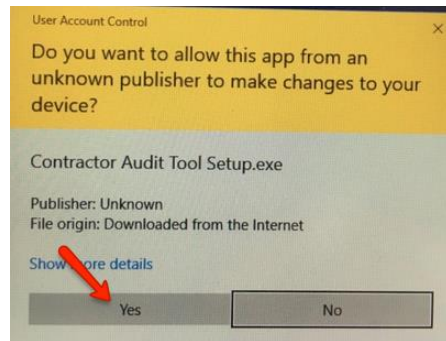 User Account Control
Do you want to allow this app from an
unknown publisher to make changes to your
device?
Contractor Audit Tool Setup.exe
Publisher: Unknown
File origin: Downloaded from the Internet
Show more details
Yes
No